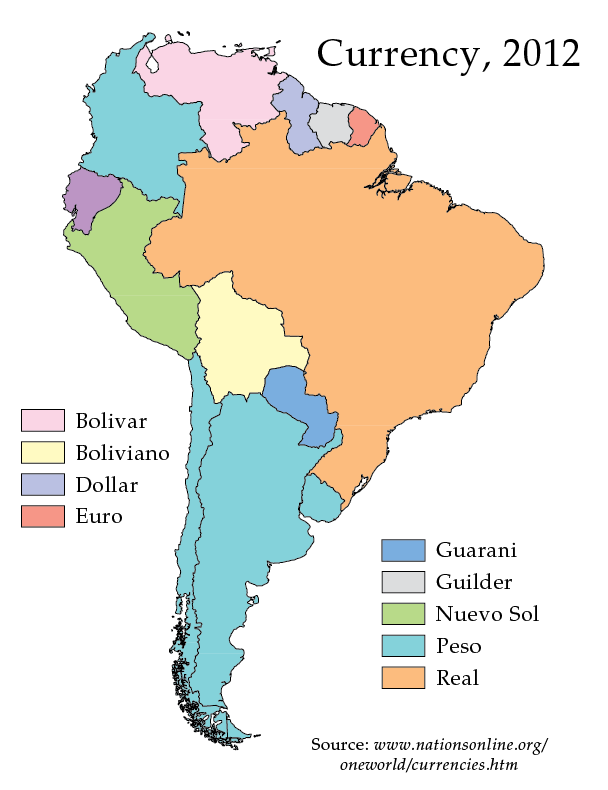 Currency, 2012
Bolivar
Boliviano
Dollar
Euro
Guarani
Guilder
Nuevo Sol
Peso
Real
Source: www.nationsonline.org/
oneworld/currencies.htm